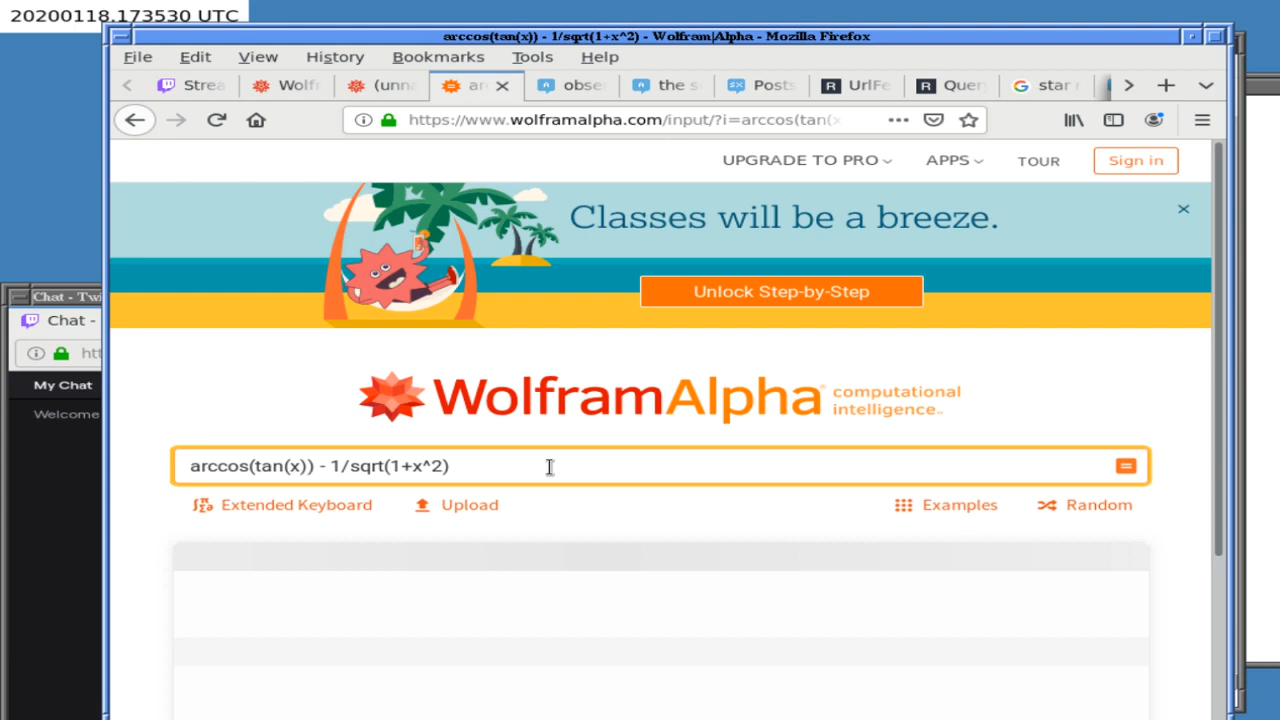 20200118.173530 UTC
arccos(tan(x)) - 1/sqrt(1+x^2) - Wolfram|Alpha - Mozilla Firefox
File Edit View History Bookmarks Tools Help
Strea Wolfr (unna ar obse the s Posts UrlFe Quer star r
https://www.wolframalpha.com/input/?i=arccos(tan(x
UPGRADE TO PRO APPS TOUR Sign in
Classes will be a breeze.
Unlock Step-by-Step
Chat - Twi
Chat -
htt
My Chat
Welcome
WolframAlpha computational
intelligence..
arccos(tan(x)) - 1/sqrt(1+x^2)
Extended Keyboard Upload Examples Random